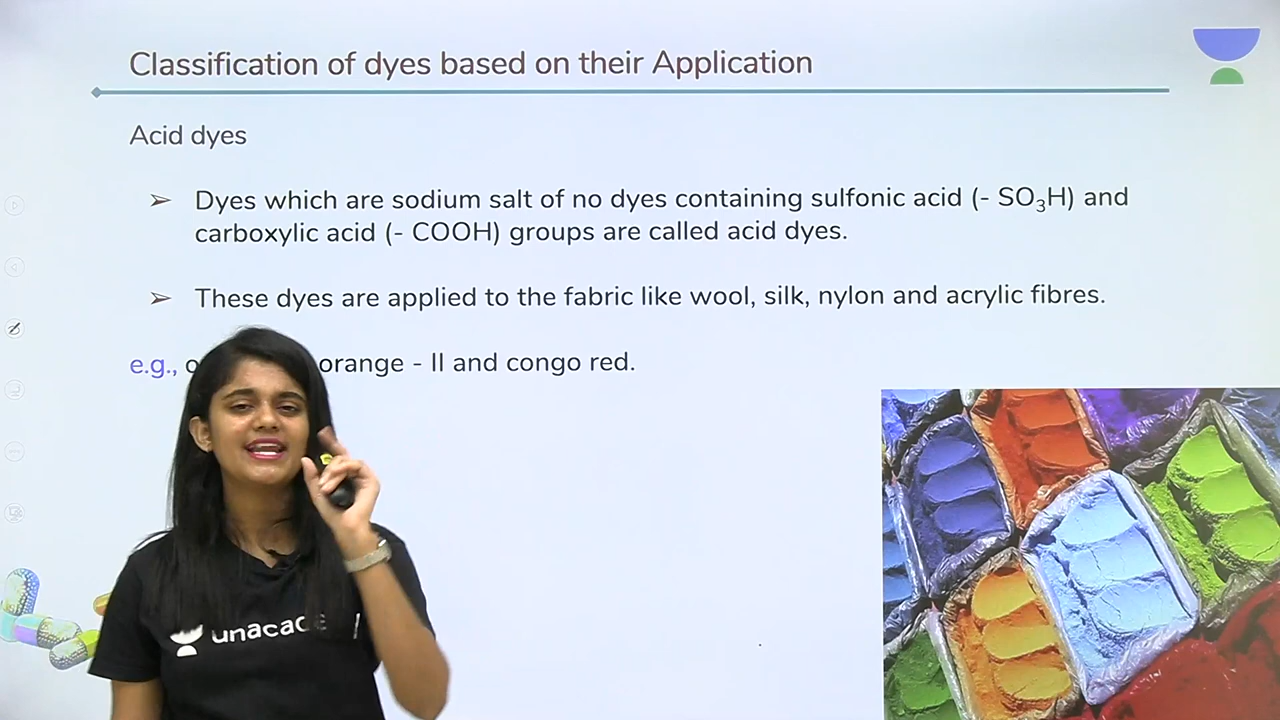 Classification of dyes based on their Application
Acid dyes
➢ Dyes which are sodium salt of no dyes containing sulfonic acid (- SO₃H) and
carboxylic acid (- COOH) groups are called acid dyes.
➢ These dyes are applied to the fabric like wool, silk, nylon and acrylic fibres.
e.g., orange - II and congo red.